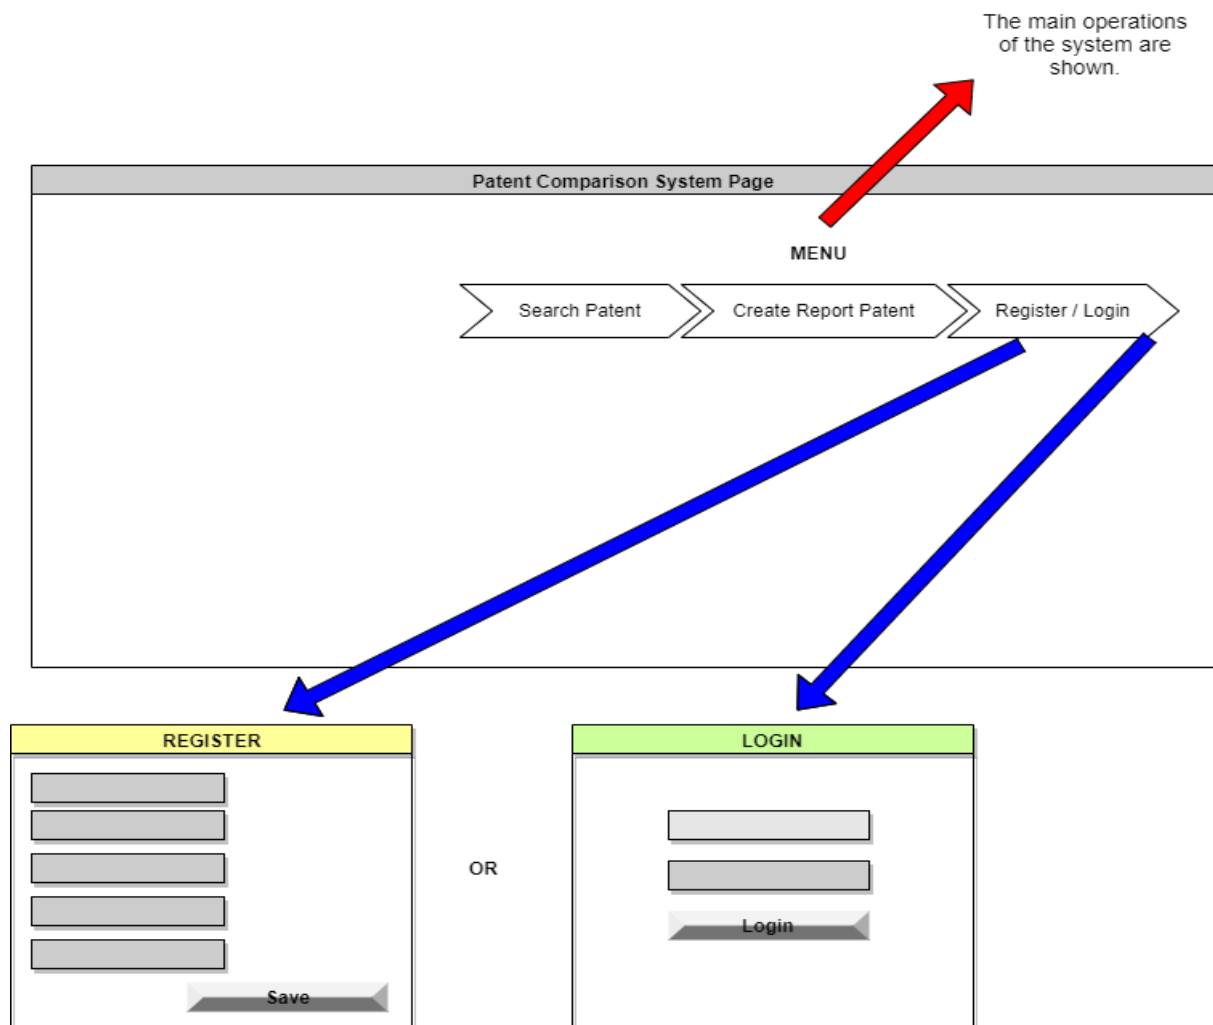 The main operations
of the system are
shown.
Patent Comparison System Page
MENU
Search Patent
Create Report Patent
Register / Login
REGISTER
LOGIN
OR
Login
Save